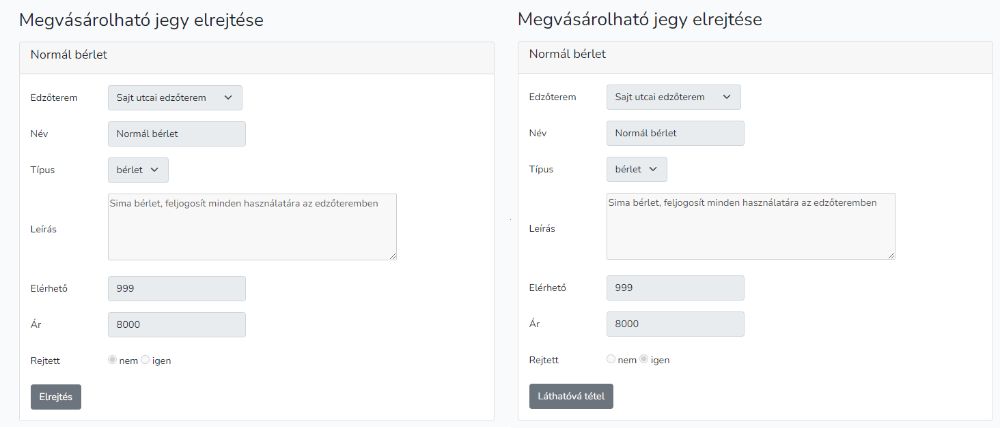 Megvásárolható jegy elrejtése
Normál bérlet
Edzőterem Sajt utcai edzőterem
Név Normál bérlet
Típus bérlet
Leírás Sima bérlet, feljogosít minden használatára az edzőteremben
Elérhető 999
Ár 8000
Rejtett nem igen
Elrejtés
Megvásárolható jegy elrejtése
Normál bérlet
Edzőterem Sajt utcai edzőterem
Név Normál bérlet
Típus bérlet
Leírás Sima bérlet, feljogosít minden használatára az edzőteremben
Elérhető 999
Ár 8000
Rejtett nem igen
Láthatóvá tétel